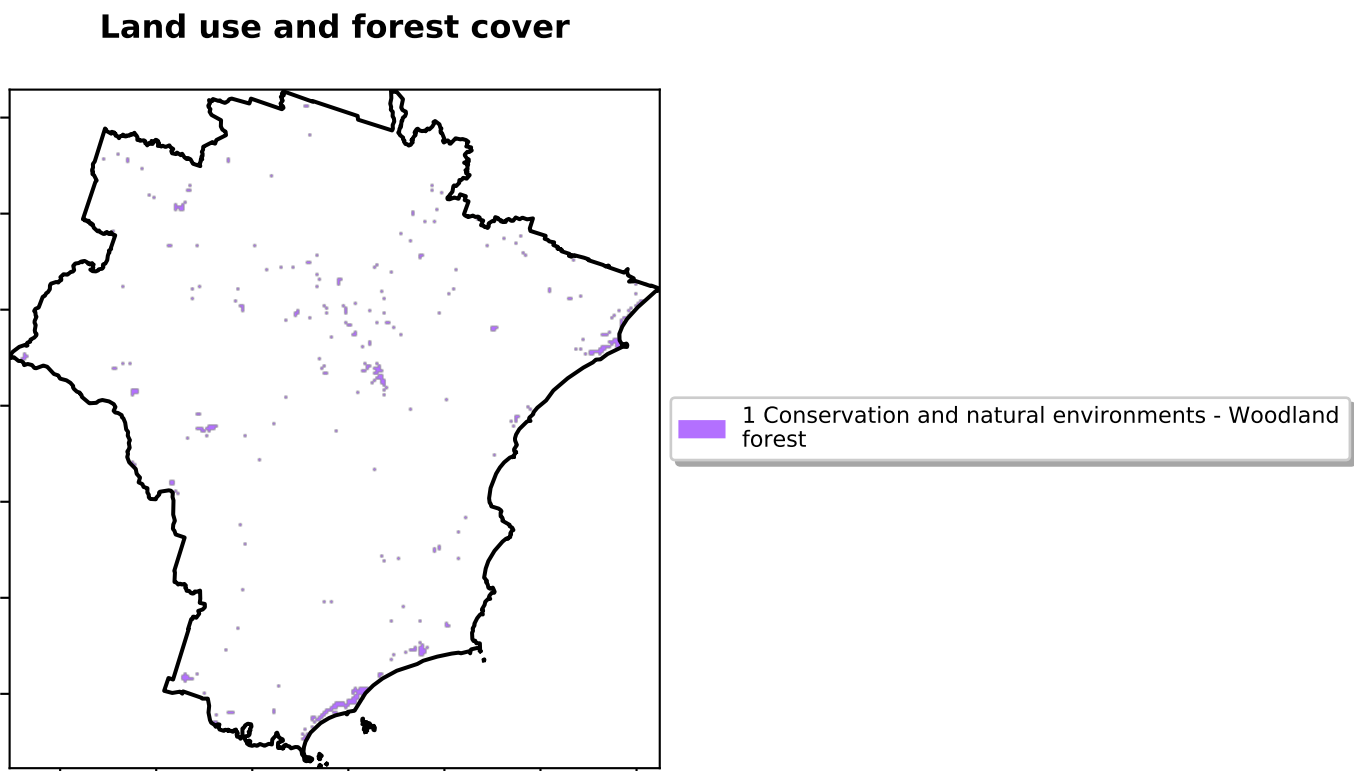 Land use and forest cover
1 Conservation and natural environments - Woodland
forest